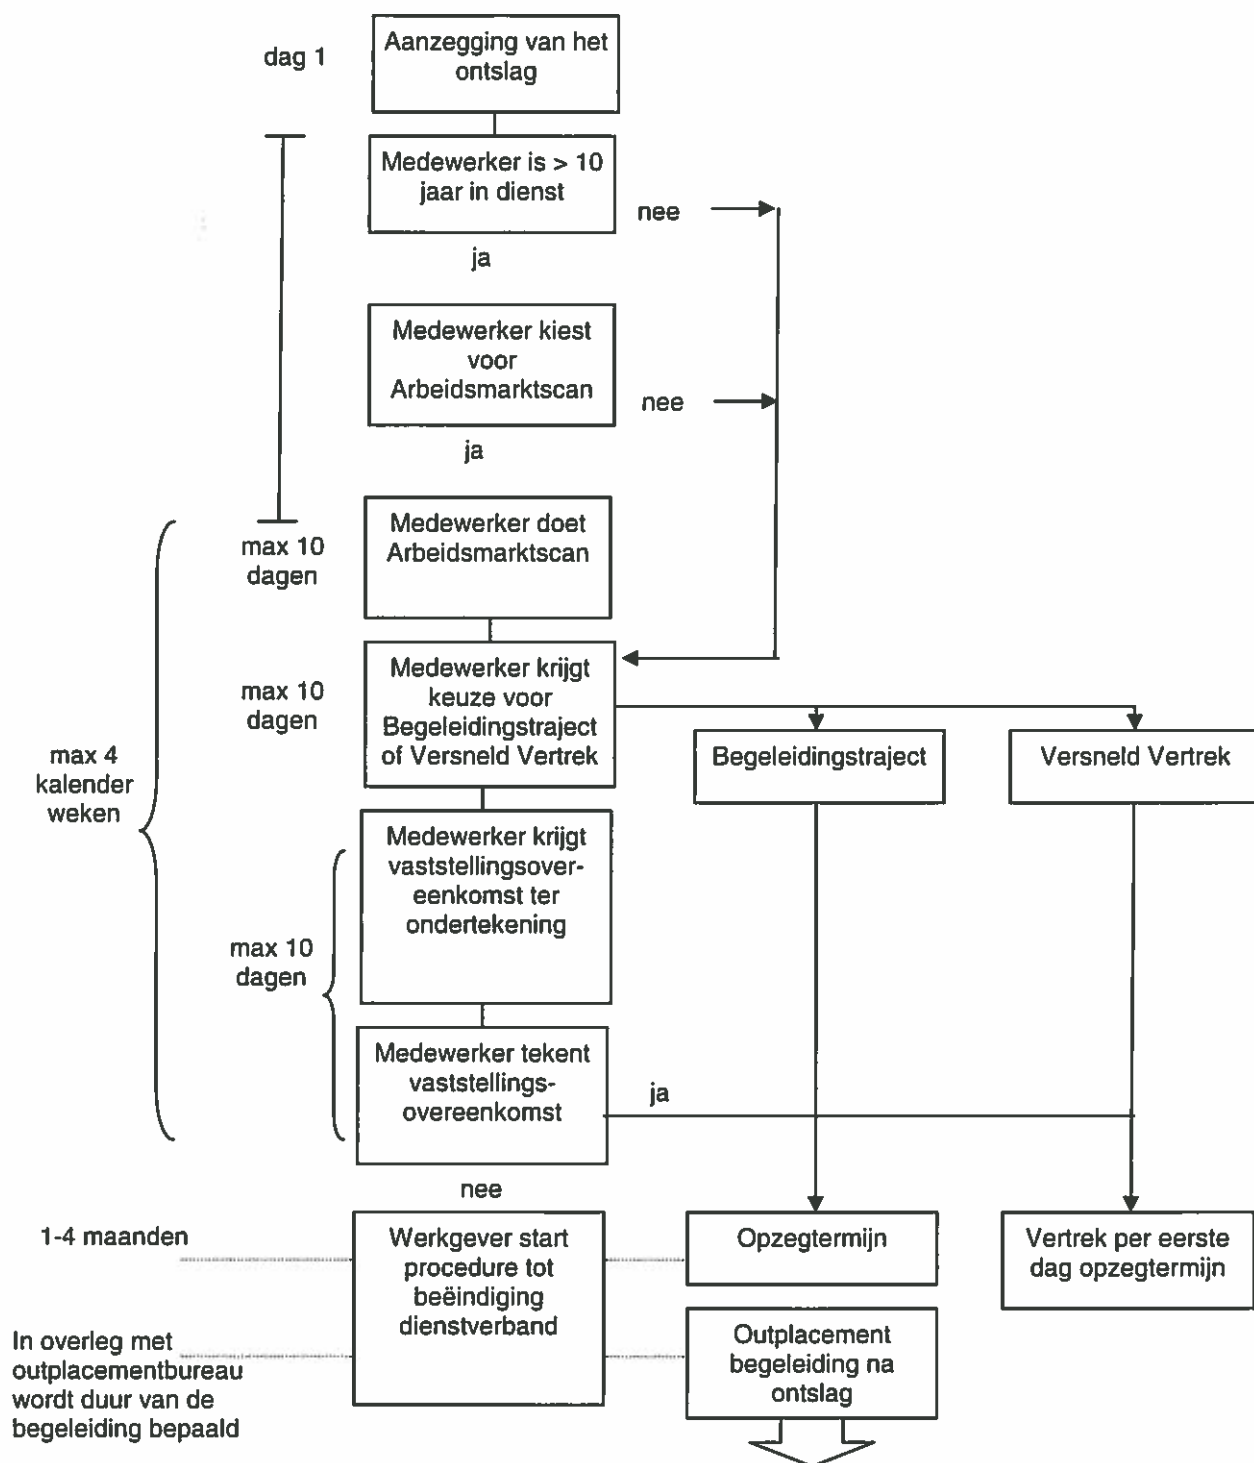 dag 1
Aanzegging van het
ontslag
Medewerker is > 10
jaar in dienst
nee
ja
Medewerker kiest
voor
Arbeidsmarktscan
nee
ja
max 10
dagen
Medewerker doet
Arbeidsmarktscan
max 10
dagen
Medewerker krijgt
keuze voor
Begeleidingstraject
of Versneld Vertrek
Begeleidingstraject
Versneld Vertrek
max 4
kalender
weken
Medewerker krijgt
vaststellingsover-
eenkomst ter
ondertekening
max 10
dagen
Medewerker tekent
vaststellings-
overeenkomst
ja
nee
1-4 maanden
Werkgever start
procedure tot
beëindiging
dienstverband
Opzegtermijn
Vertrek per eerste
dag opzegtermijn
In overleg met
outplacementbureau
wordt duur van de
begeleiding bepaald
Outplacement
begeleiding na
ontslag